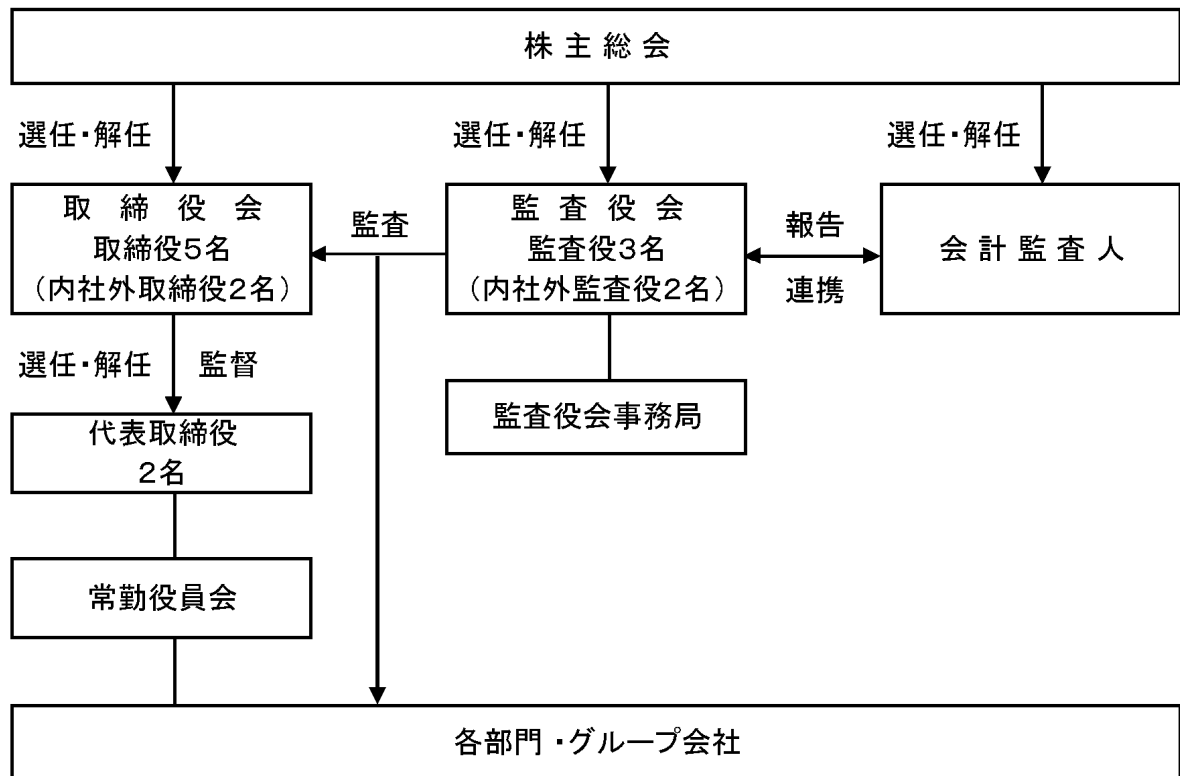 株主総会
選任・解任
選任・解任
選任・解任
取締役会
取締役5名
(内社外取締役2名)
監査
監査役会
監査役3名
(内社外監査役2名)
報告
連携
会計監査人
選任・解任 監督
代表取締役
2名
監査役会事務局
常勤役員会
各部門・グループ会社